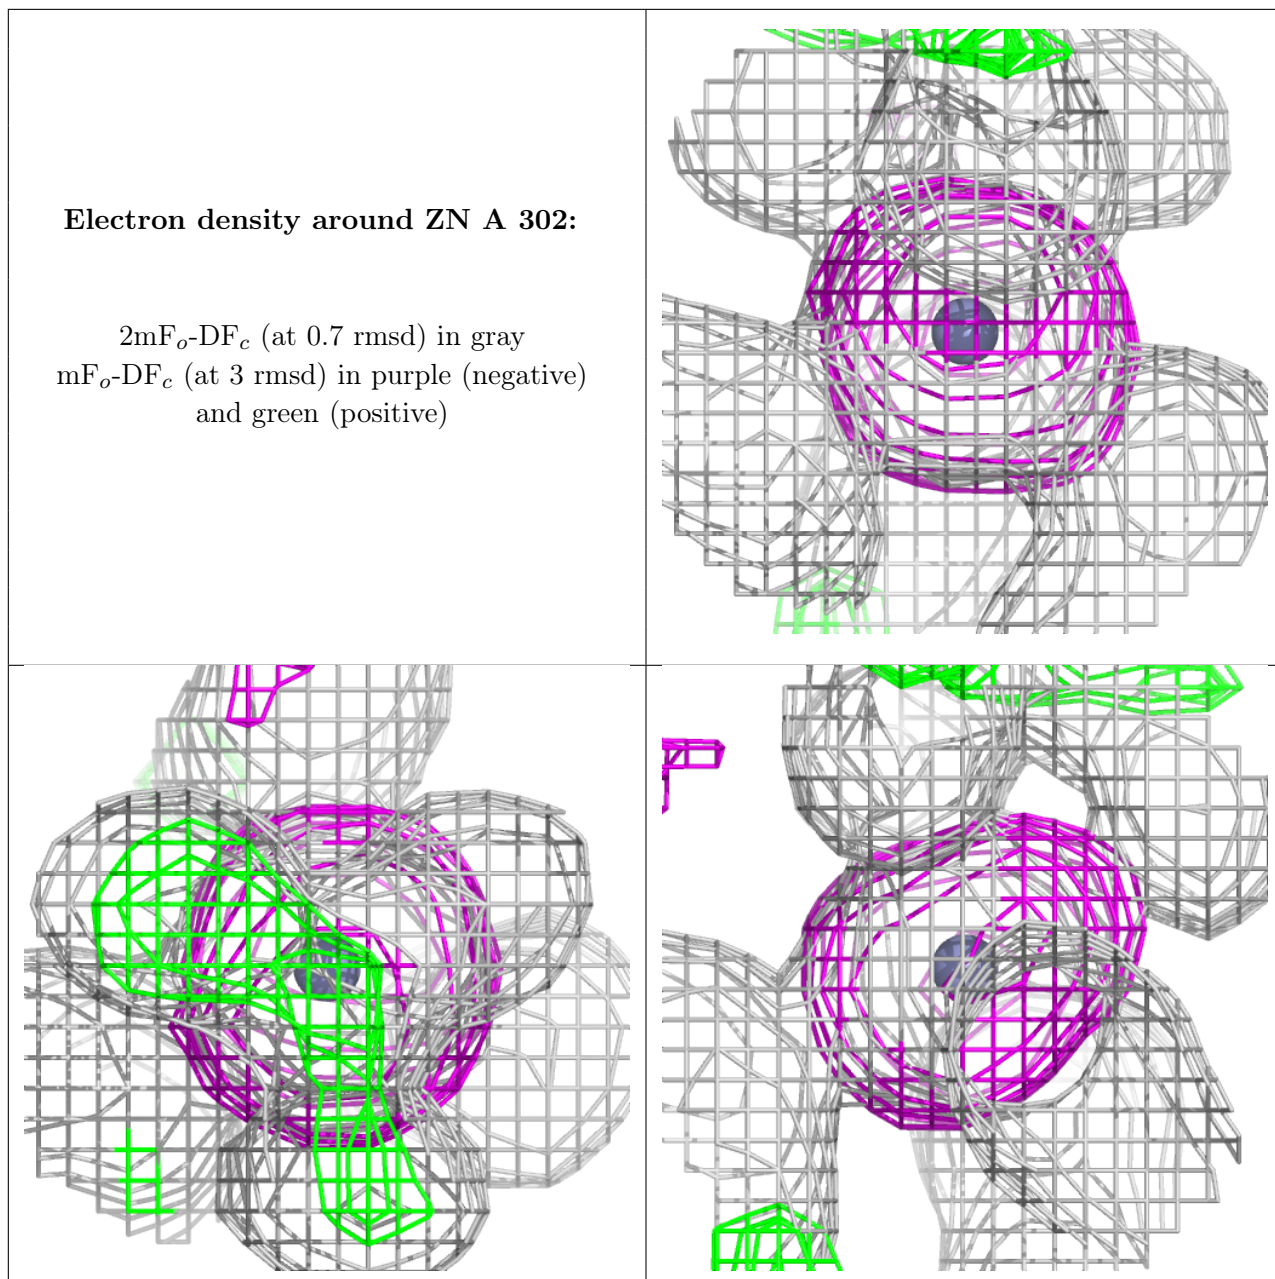 Electron density around ZN A 302:
2mFo-DFc (at 0.7 rmsd) in gray
mFo-DFc (at 3 rmsd) in purple (negative)
and green (positive)